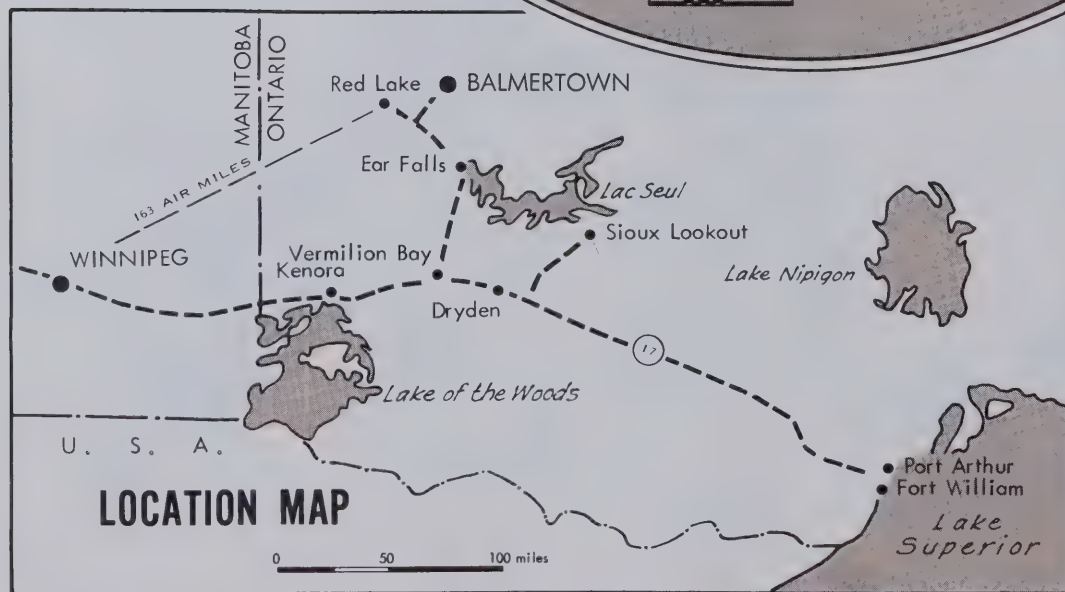 MANITOBA
ONTARIO
Red Lake
BALMERTOWN
163 AIR MILES
Ear Falls
Lac Seul
Sioux Lookout
WINNIPEG
Vermilion Bay
Kenora
Lake Nipigon
Dryden
17
Lake of the Woods
U. S. A.
Port Arthur
Fort William
LOCATION MAP
Lake
Superior
0 50 100 miles